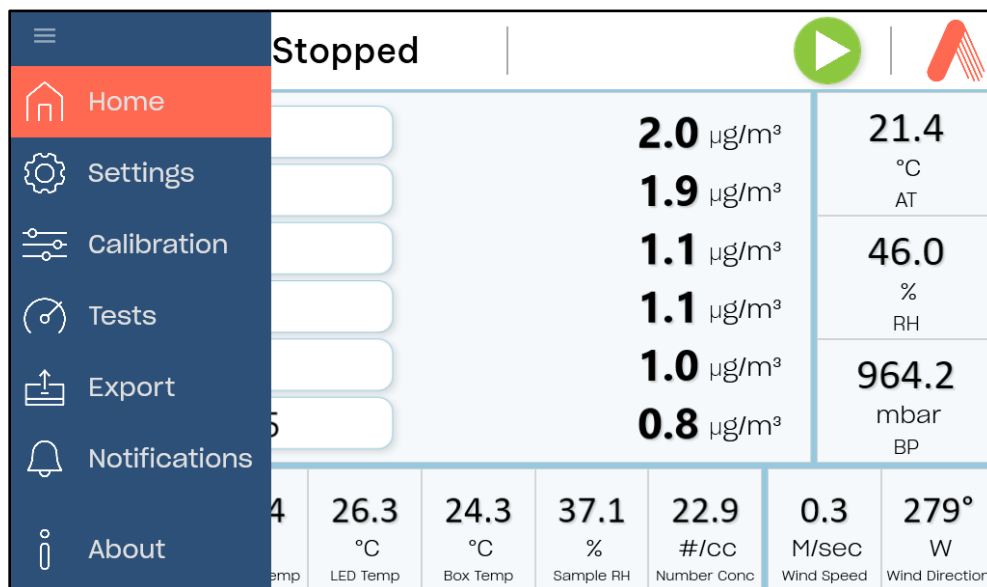 Stopped
Home
Settings
Calibration
Tests
Export
Notifications
About
2.0 µg/m³
1.9 µg/m³
1.1 µg/m³
1.1 µg/m³
1.0 µg/m³
0.8 µg/m³
21.4
°C
AT
46.0
%
RH
964.2
mbar
BP
26.3
°C
LED Temp
24.3
°C
Box Temp
37.1
%
Sample RH
22.9
#/cc
Number Conc
0.3
M/sec
Wind Speed
279°
W
Wind Direction